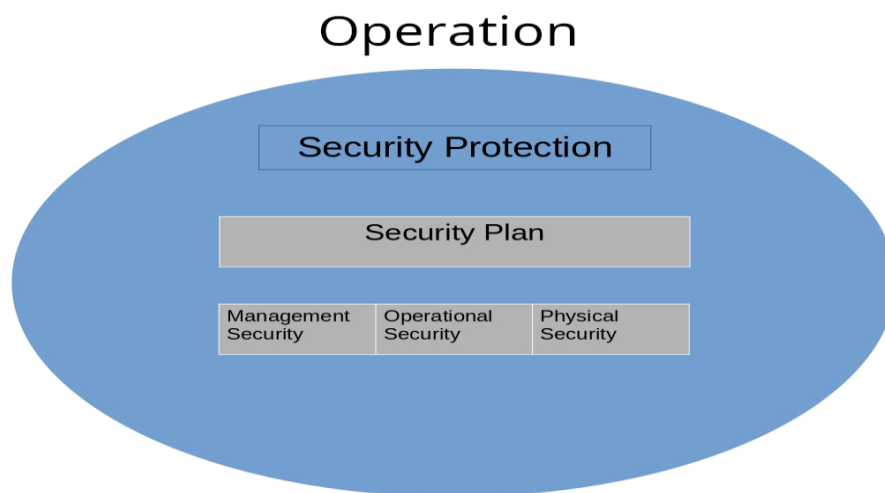 Operation
Security Protection
Security Plan
Management
Security
Operational
Security
Physical
Security